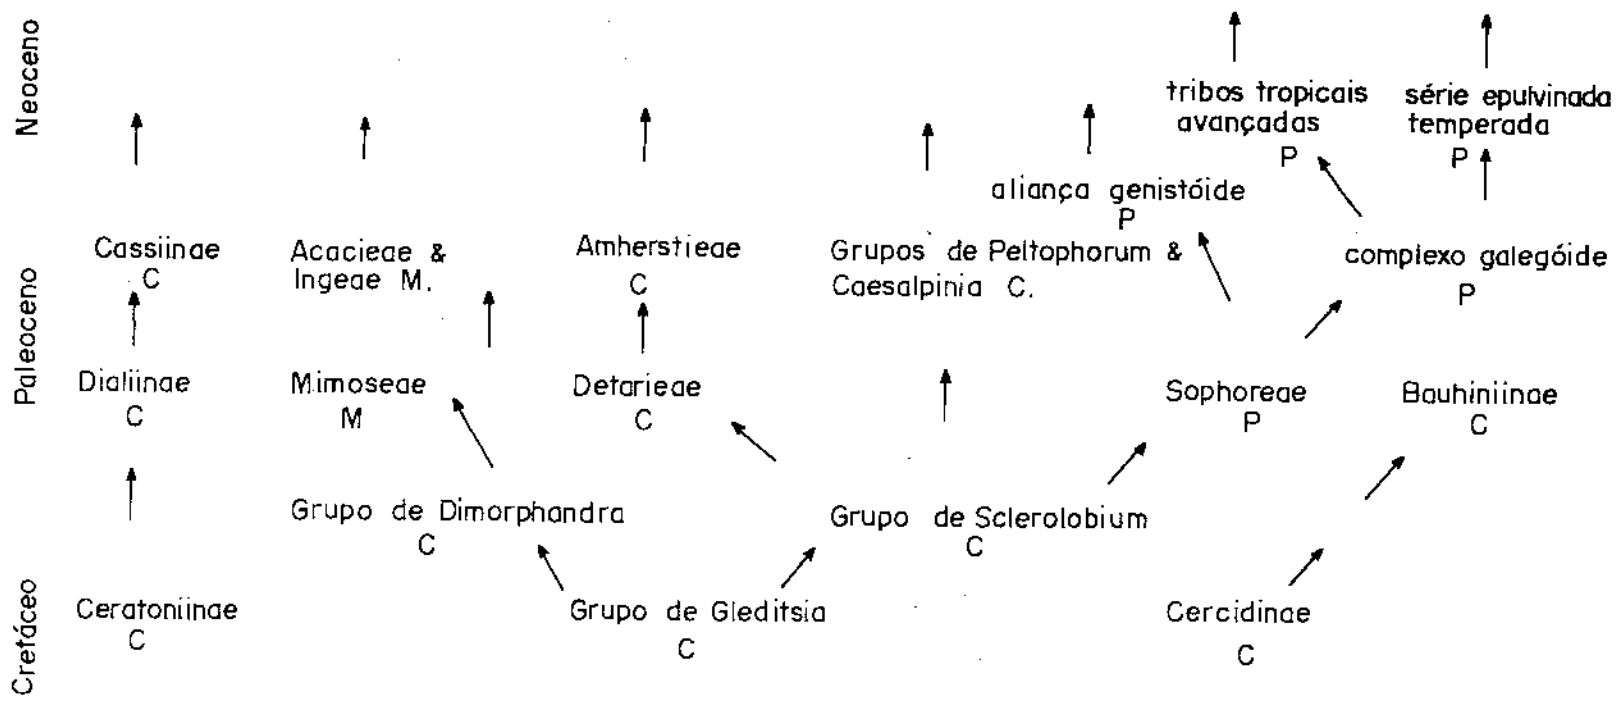 Neoceno
Paleoceno
Cretáceo
tribos tropicais
avançadas
P
série epulvinada
temperada
P
aliança genistóide
P
Cassiinae
C
Acacieae &
Ingeae M.
Amherstieae
C
Grupos de Peltophorum &
Caesalpinia C.
complexo galegóide
P
Dialiinae
C
Mimoseae
M
Detarieae
C
Sophoreae
P
Bauhiniinae
C
Grupo de Dimorphandra
C
Grupo de Sclerolobium
C
Ceratoniinae
C
Grupo de Gleditsia
C
Cercidinae
C